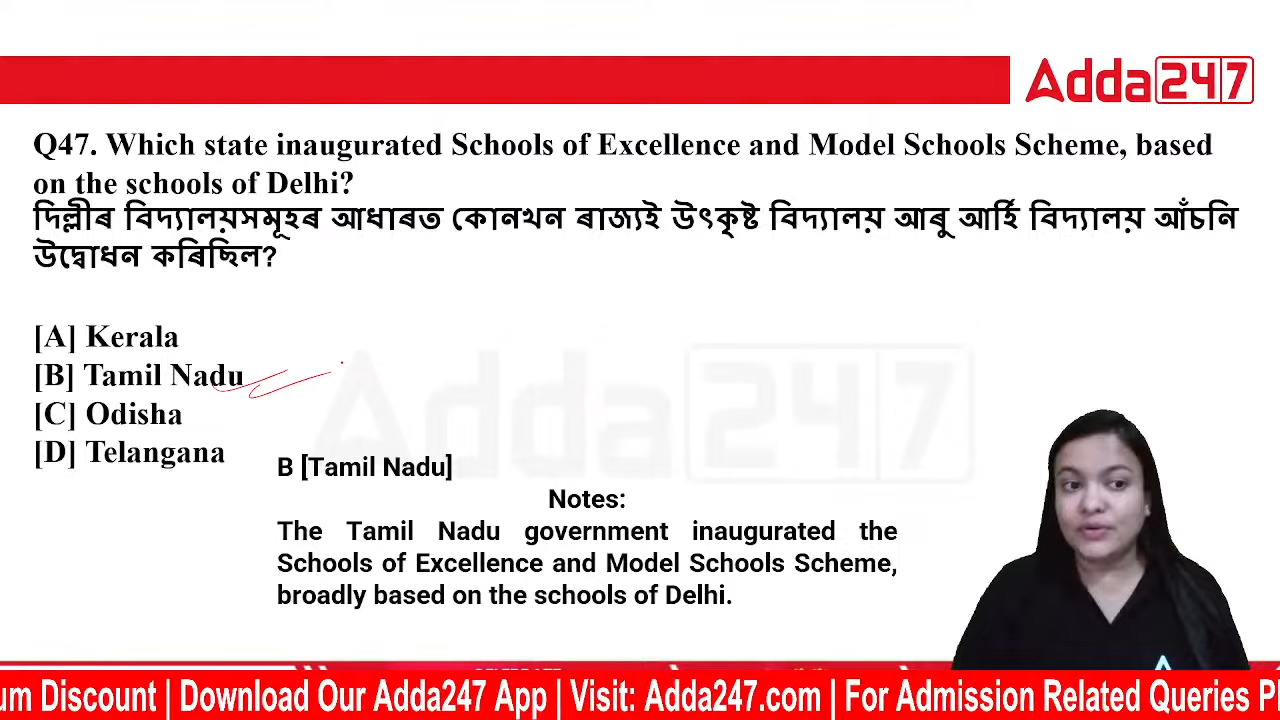 Adda247
Q47. Which state inaugurated Schools of Excellence and Model Schools Scheme, based
on the schools of Delhi?
দিল্লীৰ বিদ্যালয়সমূহৰ আধাৰত কোনখন ৰাজ্যই উৎকৃষ্ট বিদ্যালয় আৰু আৰ্হি বিদ্যালয় আঁচনি
উদ্বোধন কৰিছিল?
[A] Kerala
[B] Tamil Nadu
[C] Odisha
[D] Telangana
Adda247
B [Tamil Nadu]
Notes:
The Tamil Nadu government inaugurated the
Schools of Excellence and Model Schools Scheme,
broadly based on the schools of Delhi.
um Discount | Download Our Adda247 App | Visit: Adda247.com | For Admission Related Queries Pl